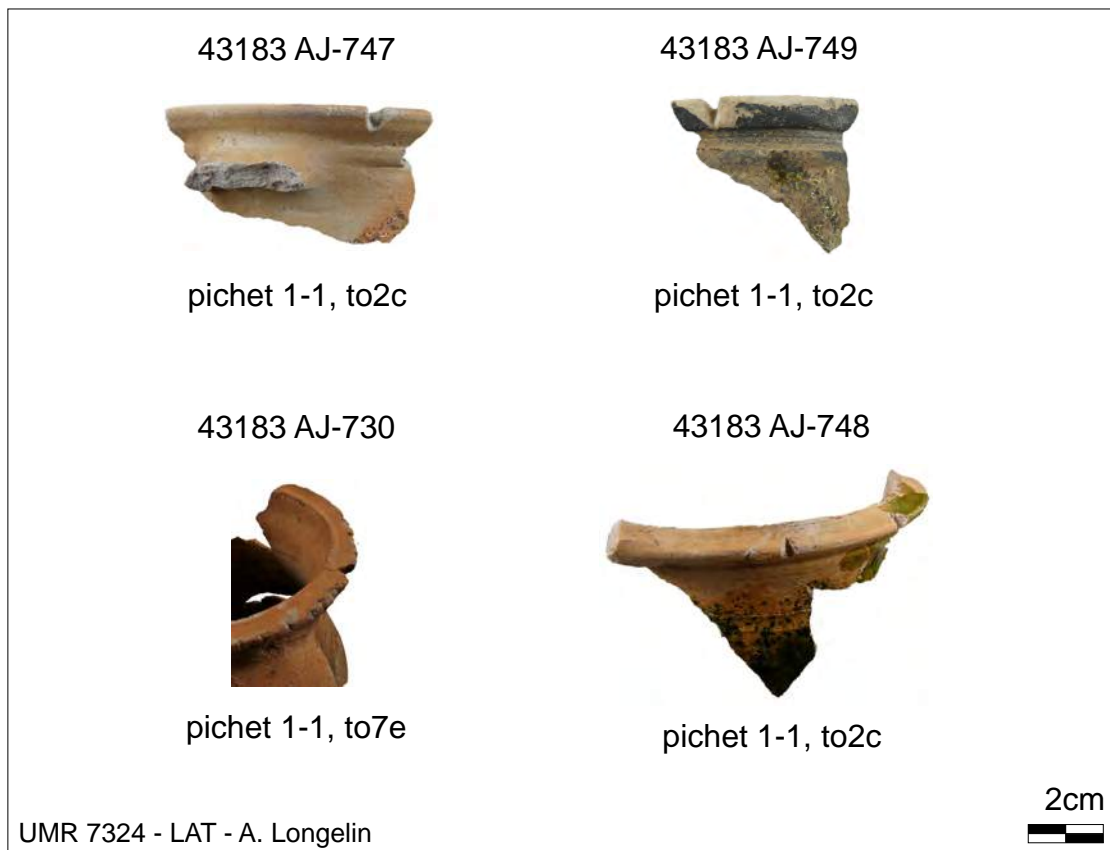 43183 AJ-747
43183 AJ-749
pichet 1-1, to2c
pichet 1-1, to2c
43183 AJ-730
43183 AJ-748
pichet 1-1, to7e
pichet 1-1, to2c
2cm
UMR 7324 - LAT - A. Longelin